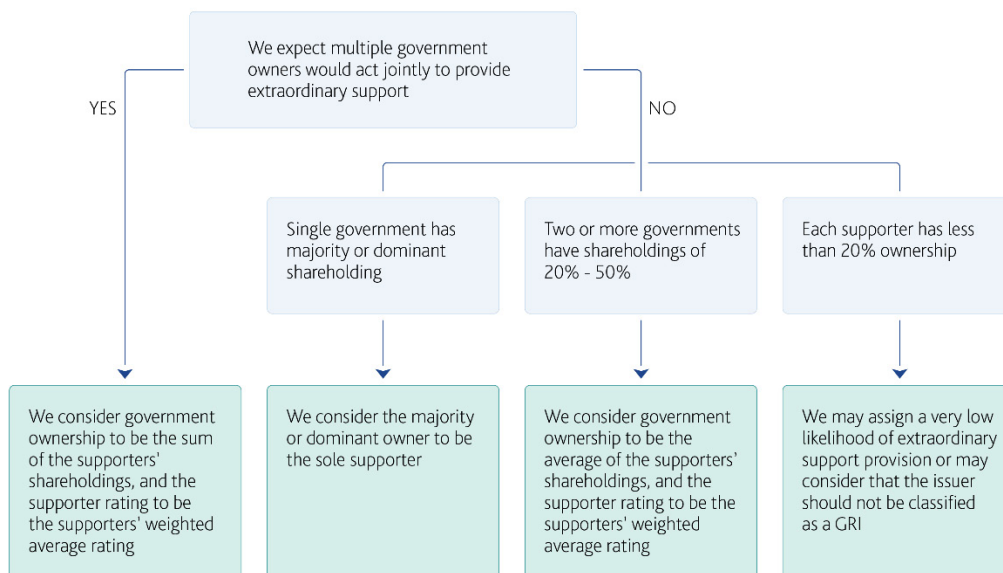 We expect multiple government
owners would act jointly to provide
extraordinary support
YES
NO
Single government has
majority or dominant
shareholding
Two or more governments
have shareholdings of
20% - 50%
Each supporter has less
than 20% ownership
We consider government
ownership to be the sum
of the supporters'
shareholdings, and the
supporter rating to be
the supporters' weighted
average rating
We consider the majority
or dominant owner to be
the sole supporter
We consider government
ownership to be the
average of the supporters’
shareholdings, and the
supporter rating to be the
supporters' weighted
average rating
We may assign a very low
likelihood of extraordinary
support provision or may
consider that the issuer
should not be classified
as a GRI